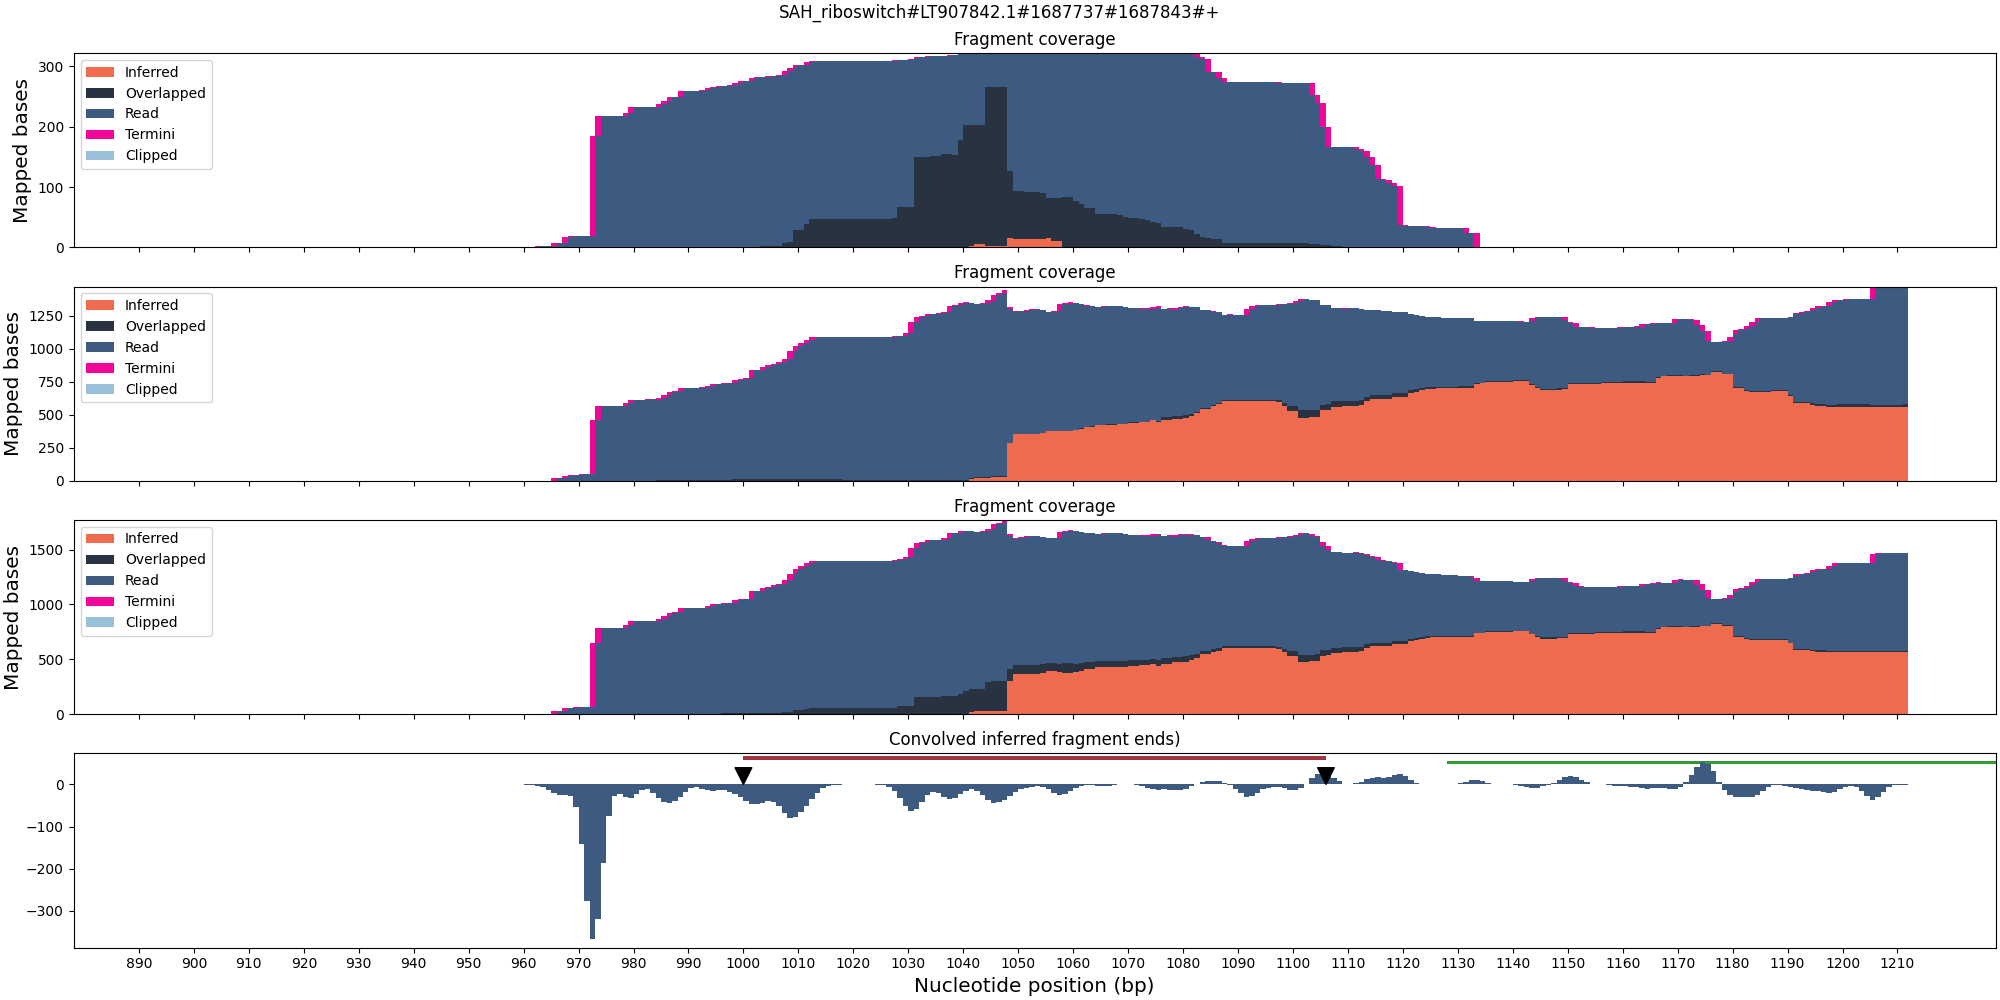 SAH_riboswitch#LT907842.1#1687737#1687843#+
Fragment coverage
Mapped bases
300
200
100
0
Inferred
Overlapped
Read
Termini
Clipped
Fragment coverage
Mapped bases
1250
1000
750
500
250
0
Inferred
Overlapped
Read
Termini
Clipped
Fragment coverage
Mapped bases
1500
1000
500
0
Inferred
Overlapped
Read
Termini
Clipped
Convolved inferred fragment ends)
0
−100
−200
−300
890 900 910 920 930 940 950 960 970 980 990 1000 1010 1020 1030 1040 1050 1060 1070 1080 1090 1100 1110 1120 1130 1140 1150 1160 1170 1180 1190 1200 1210
Nucleotide position (bp)